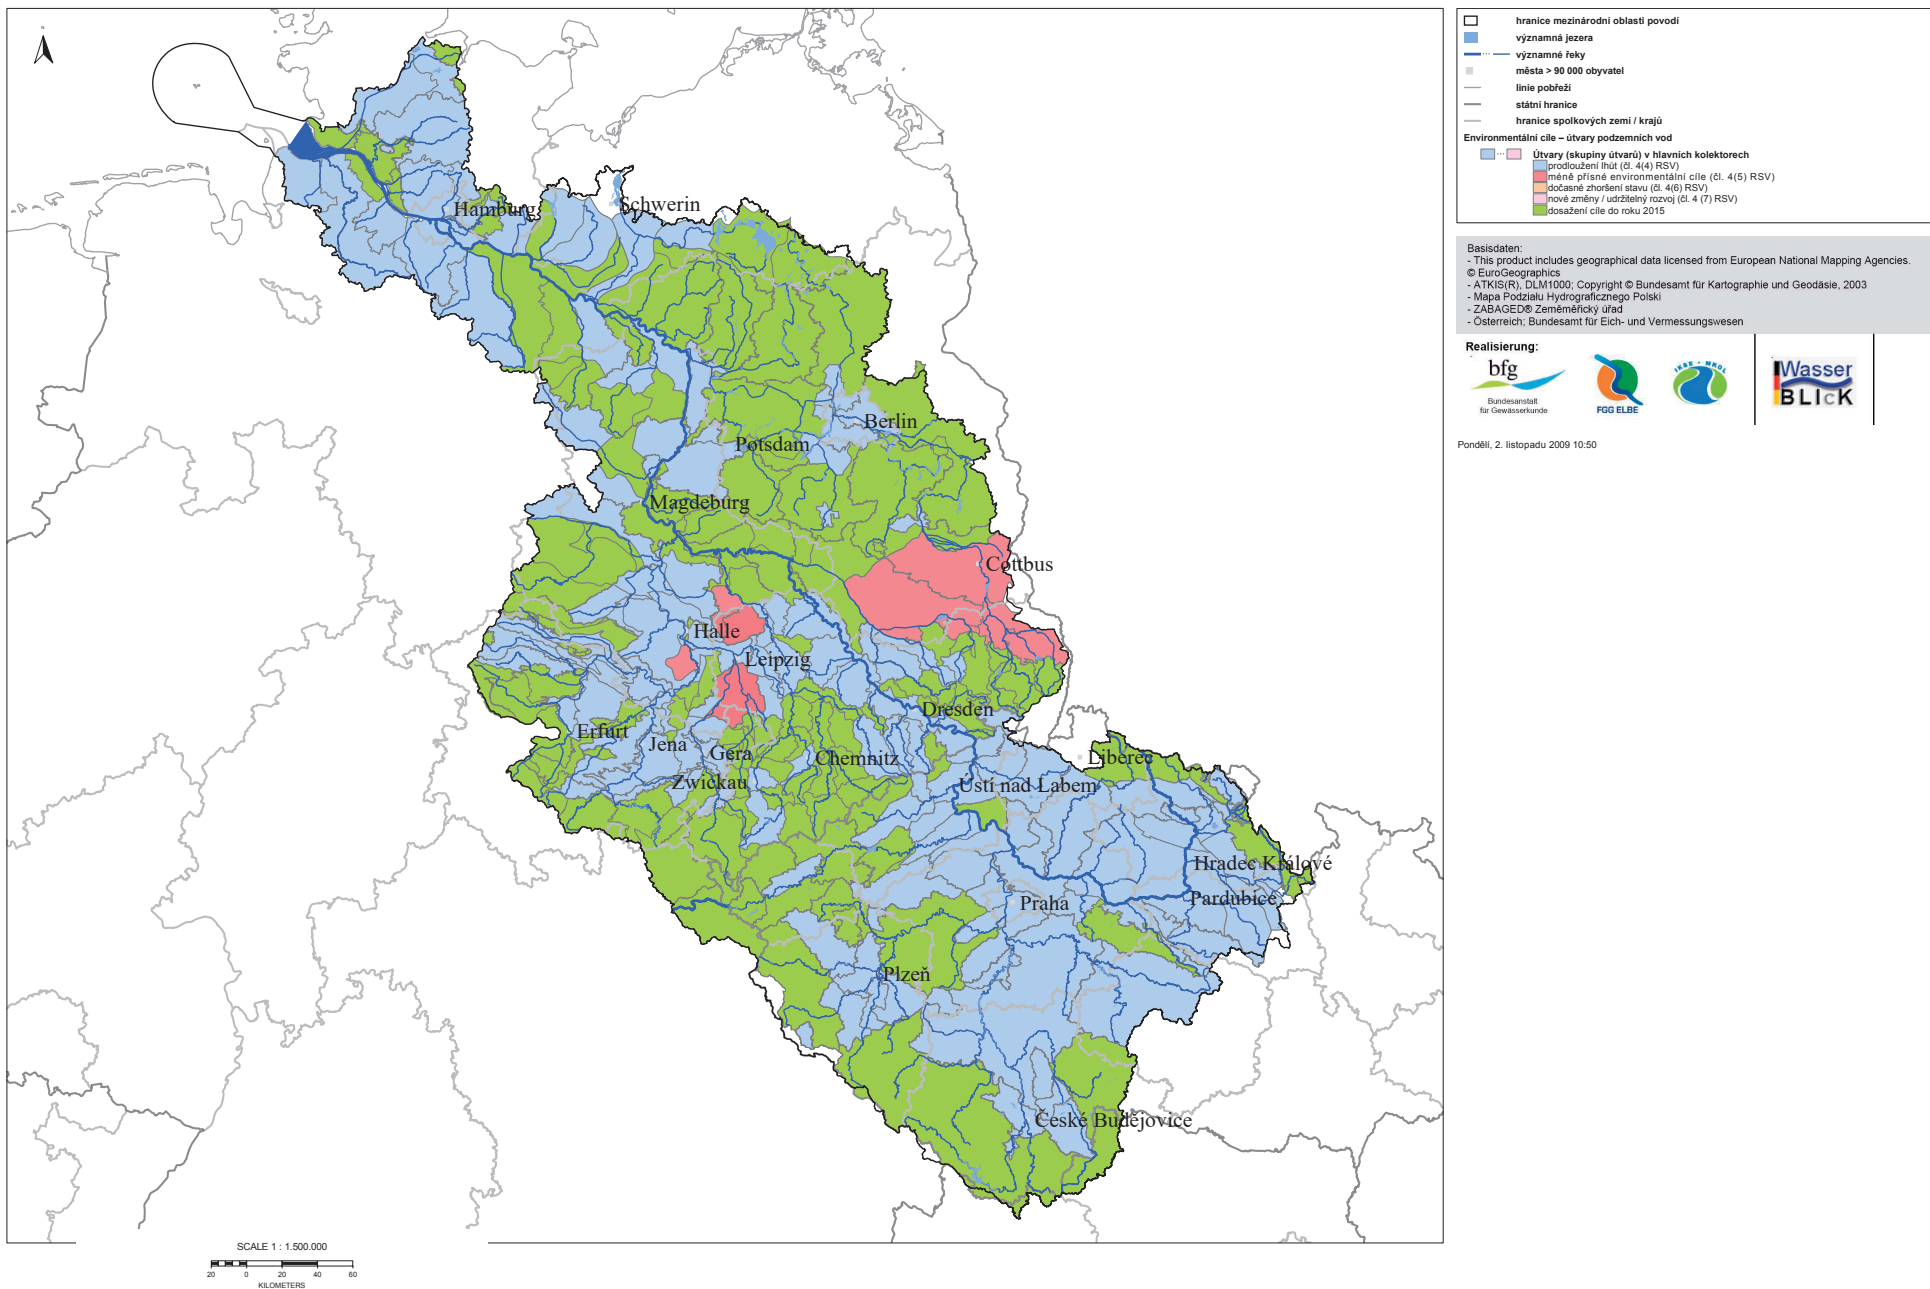 Hamburg
Schwerin
Berlin
Potsdam
Magdeburg
Cottbus
Halle
Leipzig
Dresden
Erfurt
Jena
Gera
Chemnitz
Zwickau
Liberec
Ústí nad Labem
Hradec Králové
Pardubice
Praha
Plzeň
České Budějovice
SCALE 1 : 1.500.000
20 0 20 40 60
KILOMETERS
hranice mezinárodní oblasti povodí
významná jezera
významné řeky
města > 90 000 obyvatel
linie pobřeží
státní hranice
hranice spolkových zemí / krajů
Environmentální cíle – útvary podzemních vod
Útvary (skupiny útvarů) v hlavních kolektorech
prodloužení lhůt (čl. 4(4) RSV)
méně přísné environmentální cíle (čl. 4(5) RSV)
dočasné zhoršení stavu (čl. 4(6) RSV)
nové změny / udržitelný rozvoj (čl. 4 (7) RSV)
dosažení cíle do roku 2015
Basisdaten:
- This product includes geographical data licensed from European National Mapping Agencies.
© EuroGeographics
- ATKIS(R), DLM1000; Copyright © Bundesamt für Kartographie und Geodäsie, 2003
- Mapa Podziału Hydrograficznego Polski
- ZABAGED® Zeměměřický úřad
- Österreich; Bundesamt für Eich- und Vermessungswesen
Realisierung:
bfg
Bundesanstalt
für Gewässerkunde
FGG ELBE
IKSE - MKOL
Wasser
BLIcK
Pondělí, 2. listopadu 2009 10:50